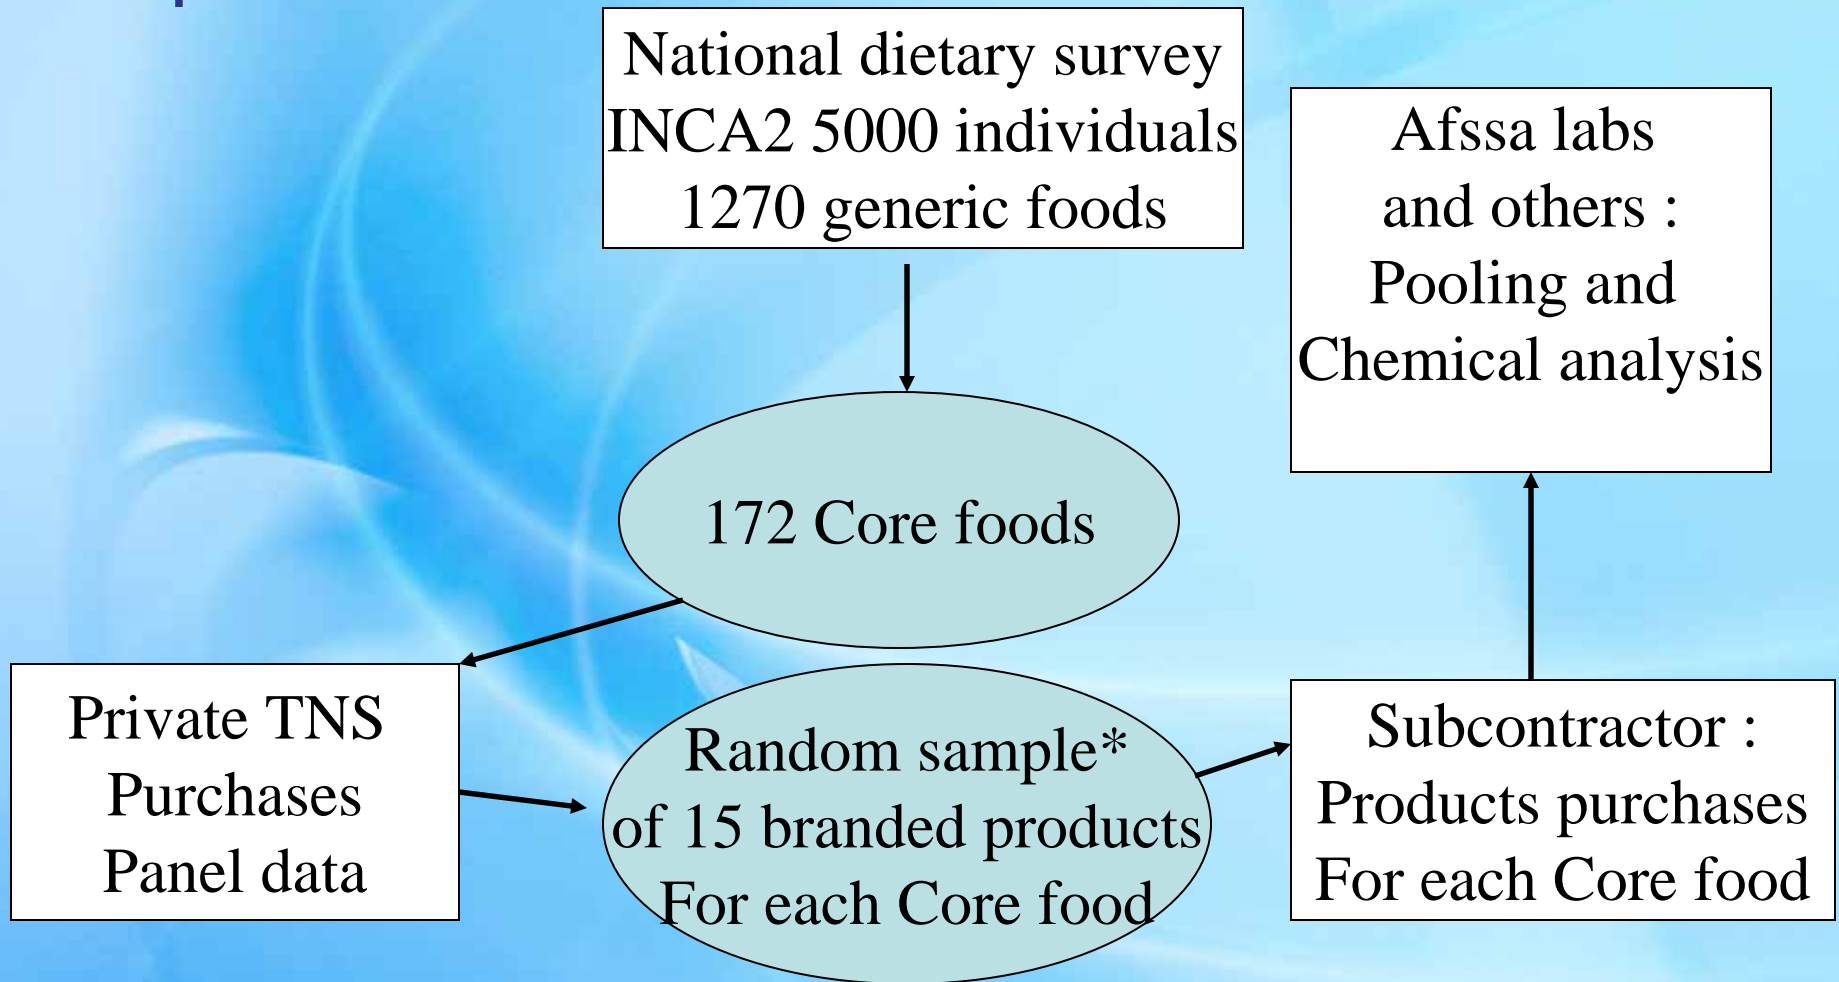 National dietary survey
INCA2 5000 individuals
1270 generic foods
Afssa labs
and others :
Pooling and
Chemical analysis
172 Core foods
Private TNS
Purchases
Panel data
Random sample*
of 15 branded products
For each Core food
Subcontractor :
Products purchases
For each Core food